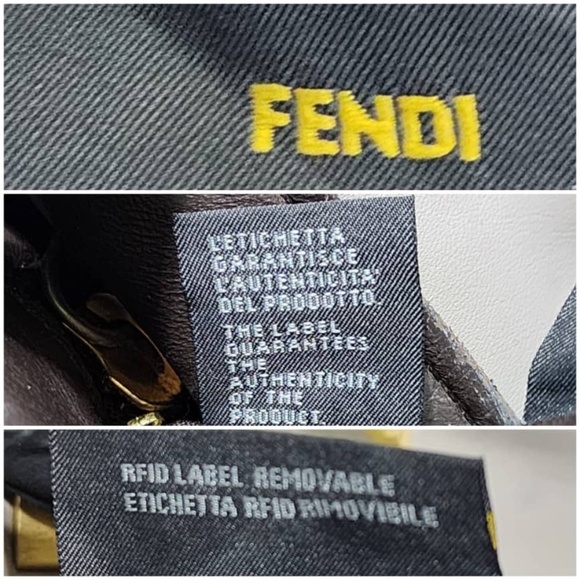 FENDI
L'ETICHETTA
GARANTISCE
L'AUTENTICITA'
DEL PRODOTTO.
THE LABEL
GUARANTEES
THE
AUTHENTICITY
OF THE
PRODUCT.
RFID LABEL REMOVABLE
ETICHETTA RFID RIMOVIBILE